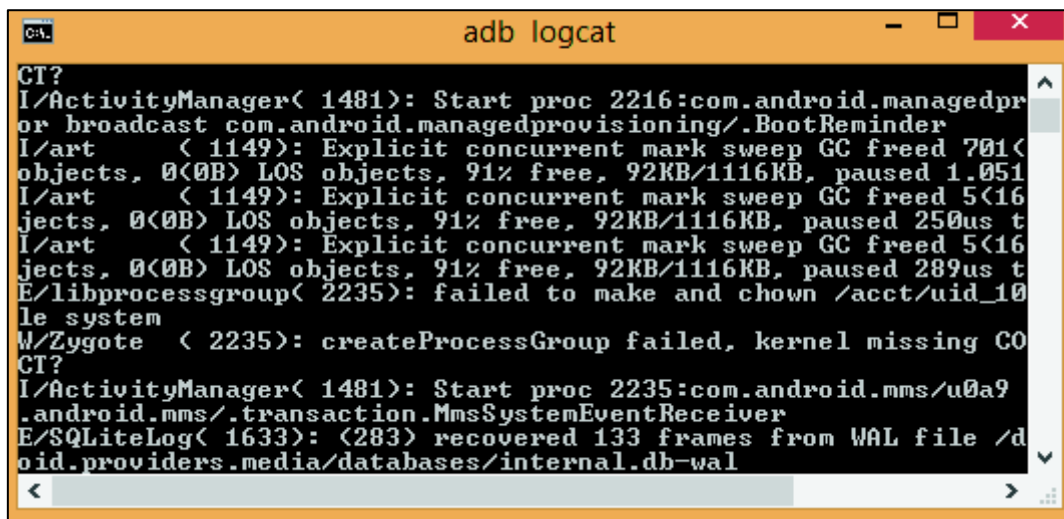 adb logcat
CT?
I/ActivityManager( 1481): Start proc 2216:com.android.managedpr
or broadcast com.android.managedprovisioning/.BootReminder
I/art     ( 1149): Explicit concurrent mark sweep GC freed 701(
objects, 0(0B) LOS objects, 91% free, 92KB/1116KB, paused 1.051
I/art     ( 1149): Explicit concurrent mark sweep GC freed 5(16
jects, 0(0B) LOS objects, 91% free, 92KB/1116KB, paused 250us t
I/art     ( 1149): Explicit concurrent mark sweep GC freed 5(16
jects, 0(0B) LOS objects, 91% free, 92KB/1116KB, paused 289us t
E/libprocessgroup( 2235): failed to make and chown /acct/uid_10
le system
W/Zygote  ( 2235): createProcessGroup failed, kernel missing CO
CT?
I/ActivityManager( 1481): Start proc 2235:com.android.mms/u0a9
.android.mms/.transaction.MmsSystemEventReceiver
E/SQLiteLog( 1633): (283) recovered 133 frames from WAL file /d
oid.providers.media/databases/internal.db-wal